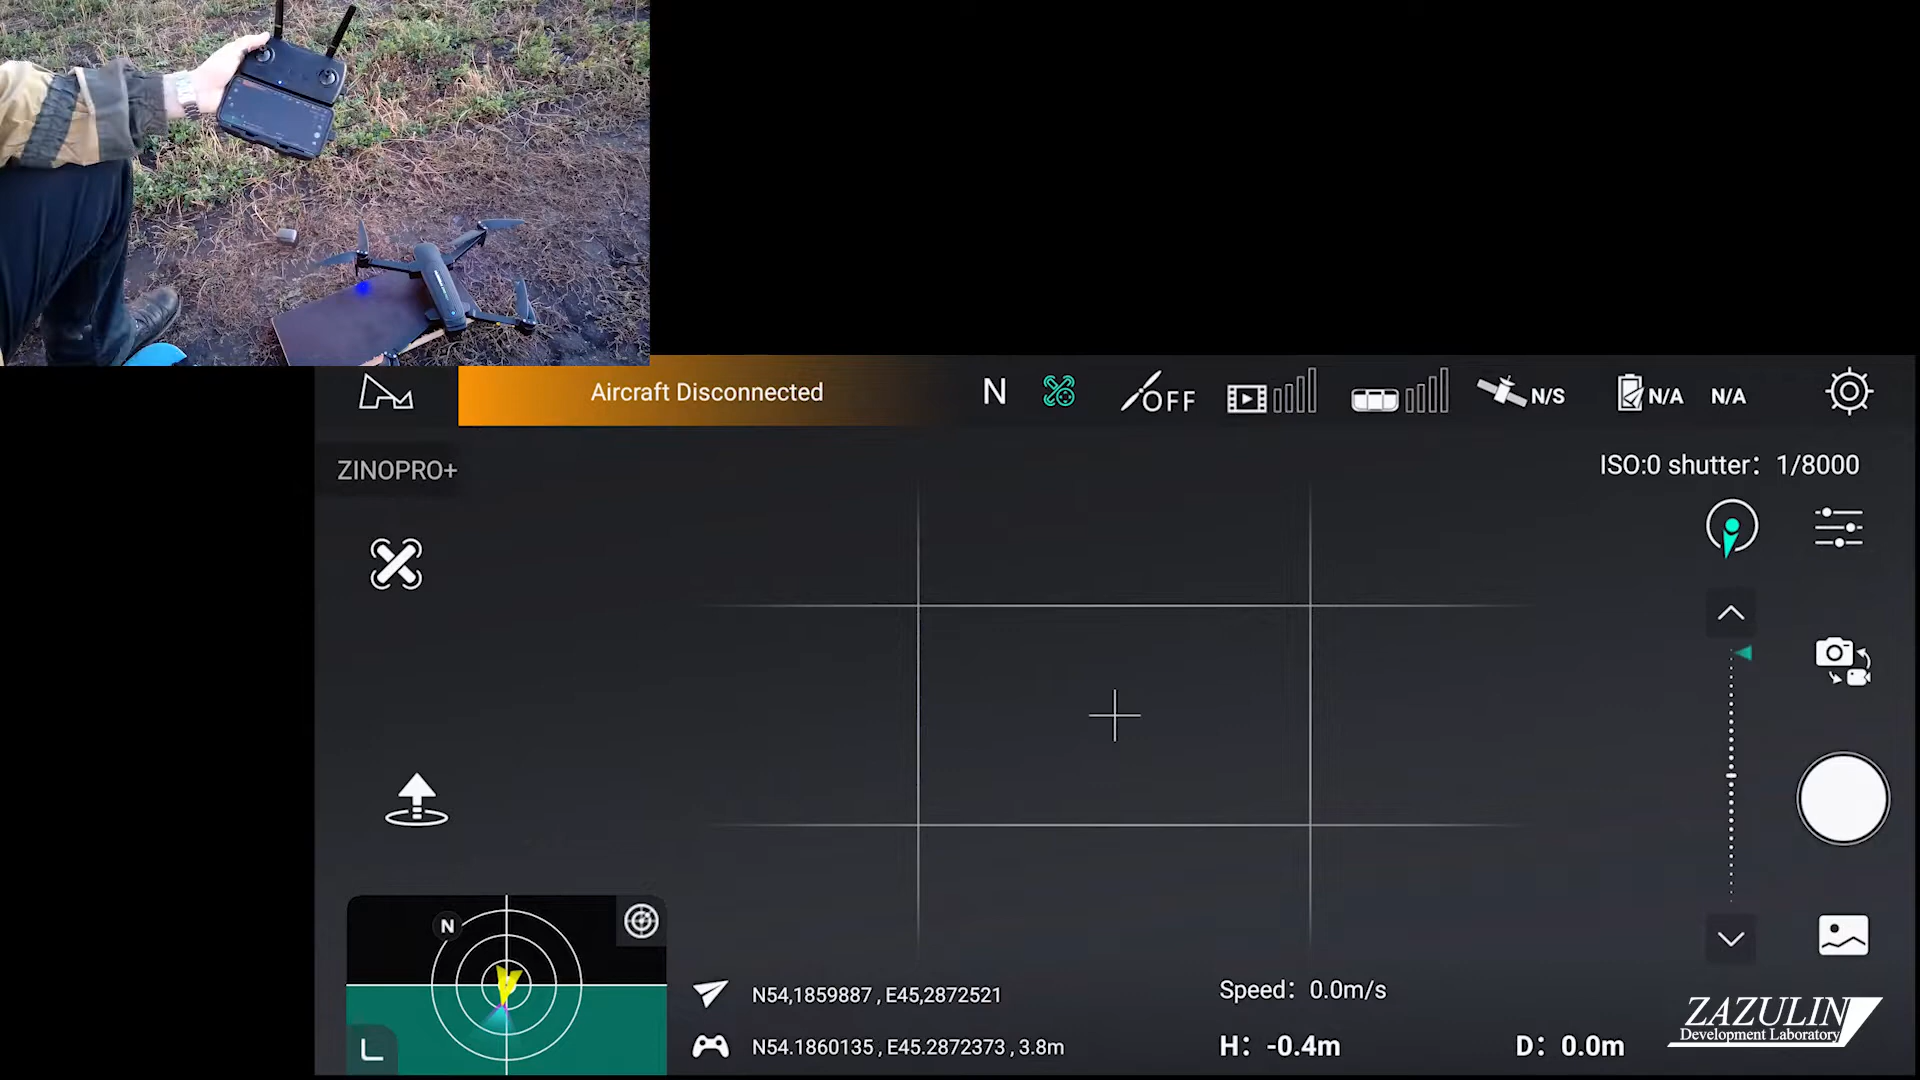 Aircraft Disconnected
N
OFF
N/S
N/A
N/A
ZINOPRO+
ISO:0 shutter: 1/8000
N
L
N54,1859887 , E45,2872521
Speed: 0.0m/s
N54.1860135 , E45.2872373 , 3.8m
H: -0.4m
D: 0.0m
ZAZULIN
Development Laboratory